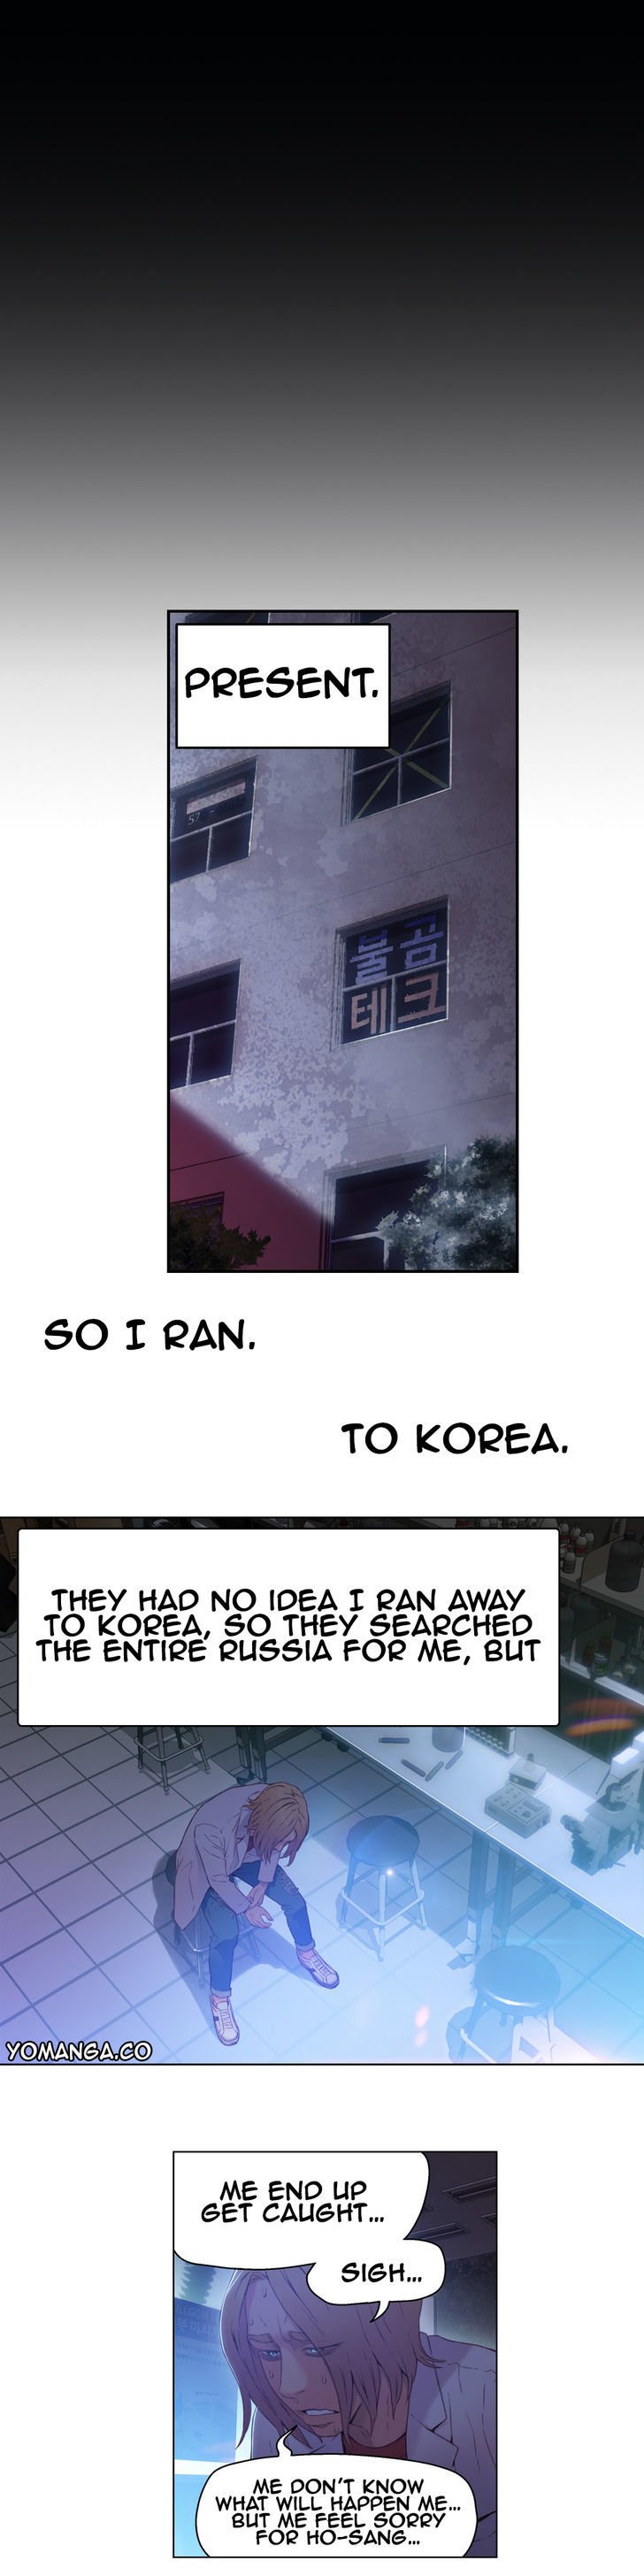 PRESENT.
57
불곰
테크
SO I RAN.
TO KOREA.
THEY HAD NO IDEA I RAN AWAY
TO KOREA, SO THEY SEARCHED
THE ENTIRE RUSSIA FOR ME, BUT
YOMANGA.CO
ME END UP
GET CAUGHT...
SIGH...
ME DON'T KNOW
WHAT WILL HAPPEN ME...
BUT ME FEEL SORRY
FOR HO-SANG...